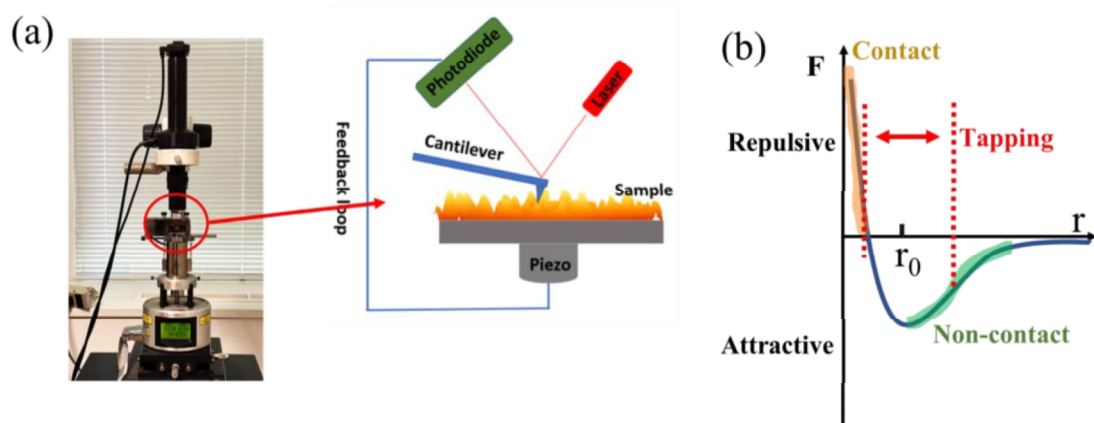 (a)
Photodiode
Laser
Feedback loop
Cantilever
Sample
Piezo
(b)
F
Contact
Repulsive
Tapping
r
r₀
Non-contact
Attractive